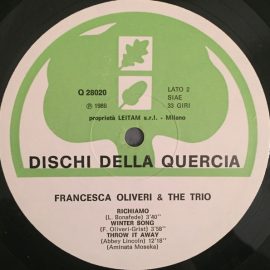 Q 28020
℗ 1986
LATO 2
SIAE
33 GIRI
proprietà LEITAM s.r.l. - Milano
DISCHI DELLA QUERCIA
FRANCESCA OLIVERI & THE TRIO
RICHIAMO
(L. Bonafede) 3'40"
WINTER SONG
(F. Oliveri-Grist) 3'58"
THROW IT AWAY
(Abbey Lincoln) 12'18"
(Aminata Moseka)